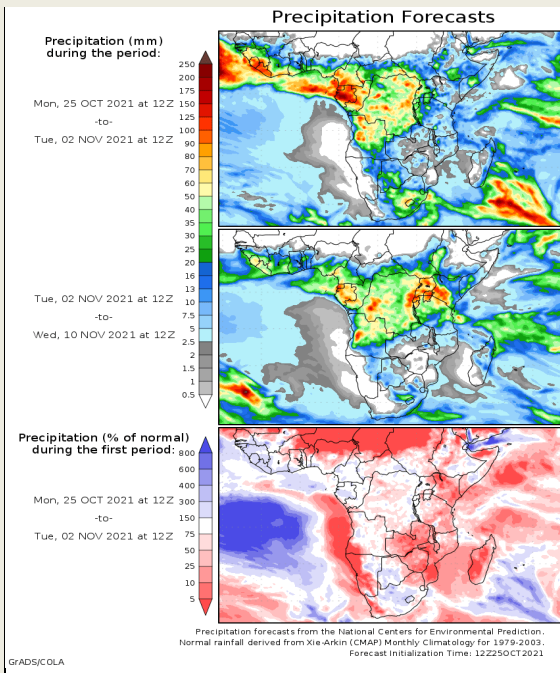 Precipitation Forecasts
Precipitation (mm)
during the period:
Mon, 25 OCT 2021 at 12Z
-to-
Tue, 02 NOV 2021 at 12Z
250
200
175
150
125
100
90
80
70
60
50
40
35
30
25
20
16
13
10
7.5
5
2.5
2
1.5
1
0.5
Tue, 02 NOV 2021 at 12Z
-to-
Wed, 10 NOV 2021 at 12Z
Precipitation (% of normal)
during the first period:
Mon, 25 OCT 2021 at 12Z
-to-
Tue, 02 NOV 2021 at 12Z
800
600
400
300
150
75
50
25
10
5
Precipitation forecasts from the National Centers for Environmental Prediction.
Normal rainfall derived from Xie-Arkin (CMAP) Monthly Climatology for 1979-2003.
Forecast Initialization Time: 12Z25OCT2021
GrADS/COLA